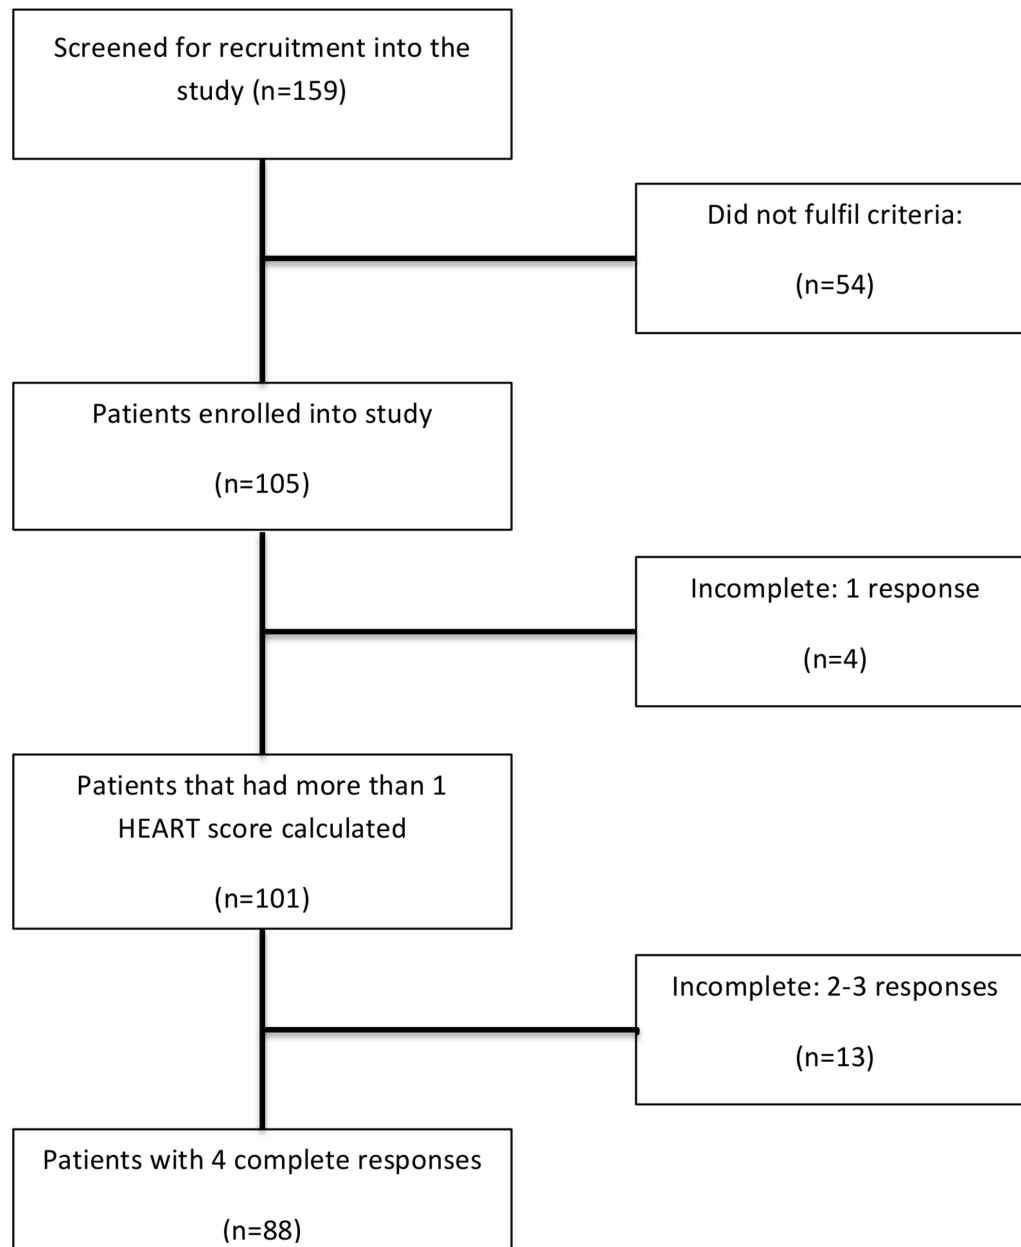 Screened for recruitment into the
study (n=159)
Did not fulfil criteria:
(n=54)
Patients enrolled into study
(n=105)
Incomplete: 1 response
(n=4)
Patients that had more than 1
HEART score calculated
(n=101)
Incomplete: 2-3 responses
(n=13)
Patients with 4 complete responses
(n=88)